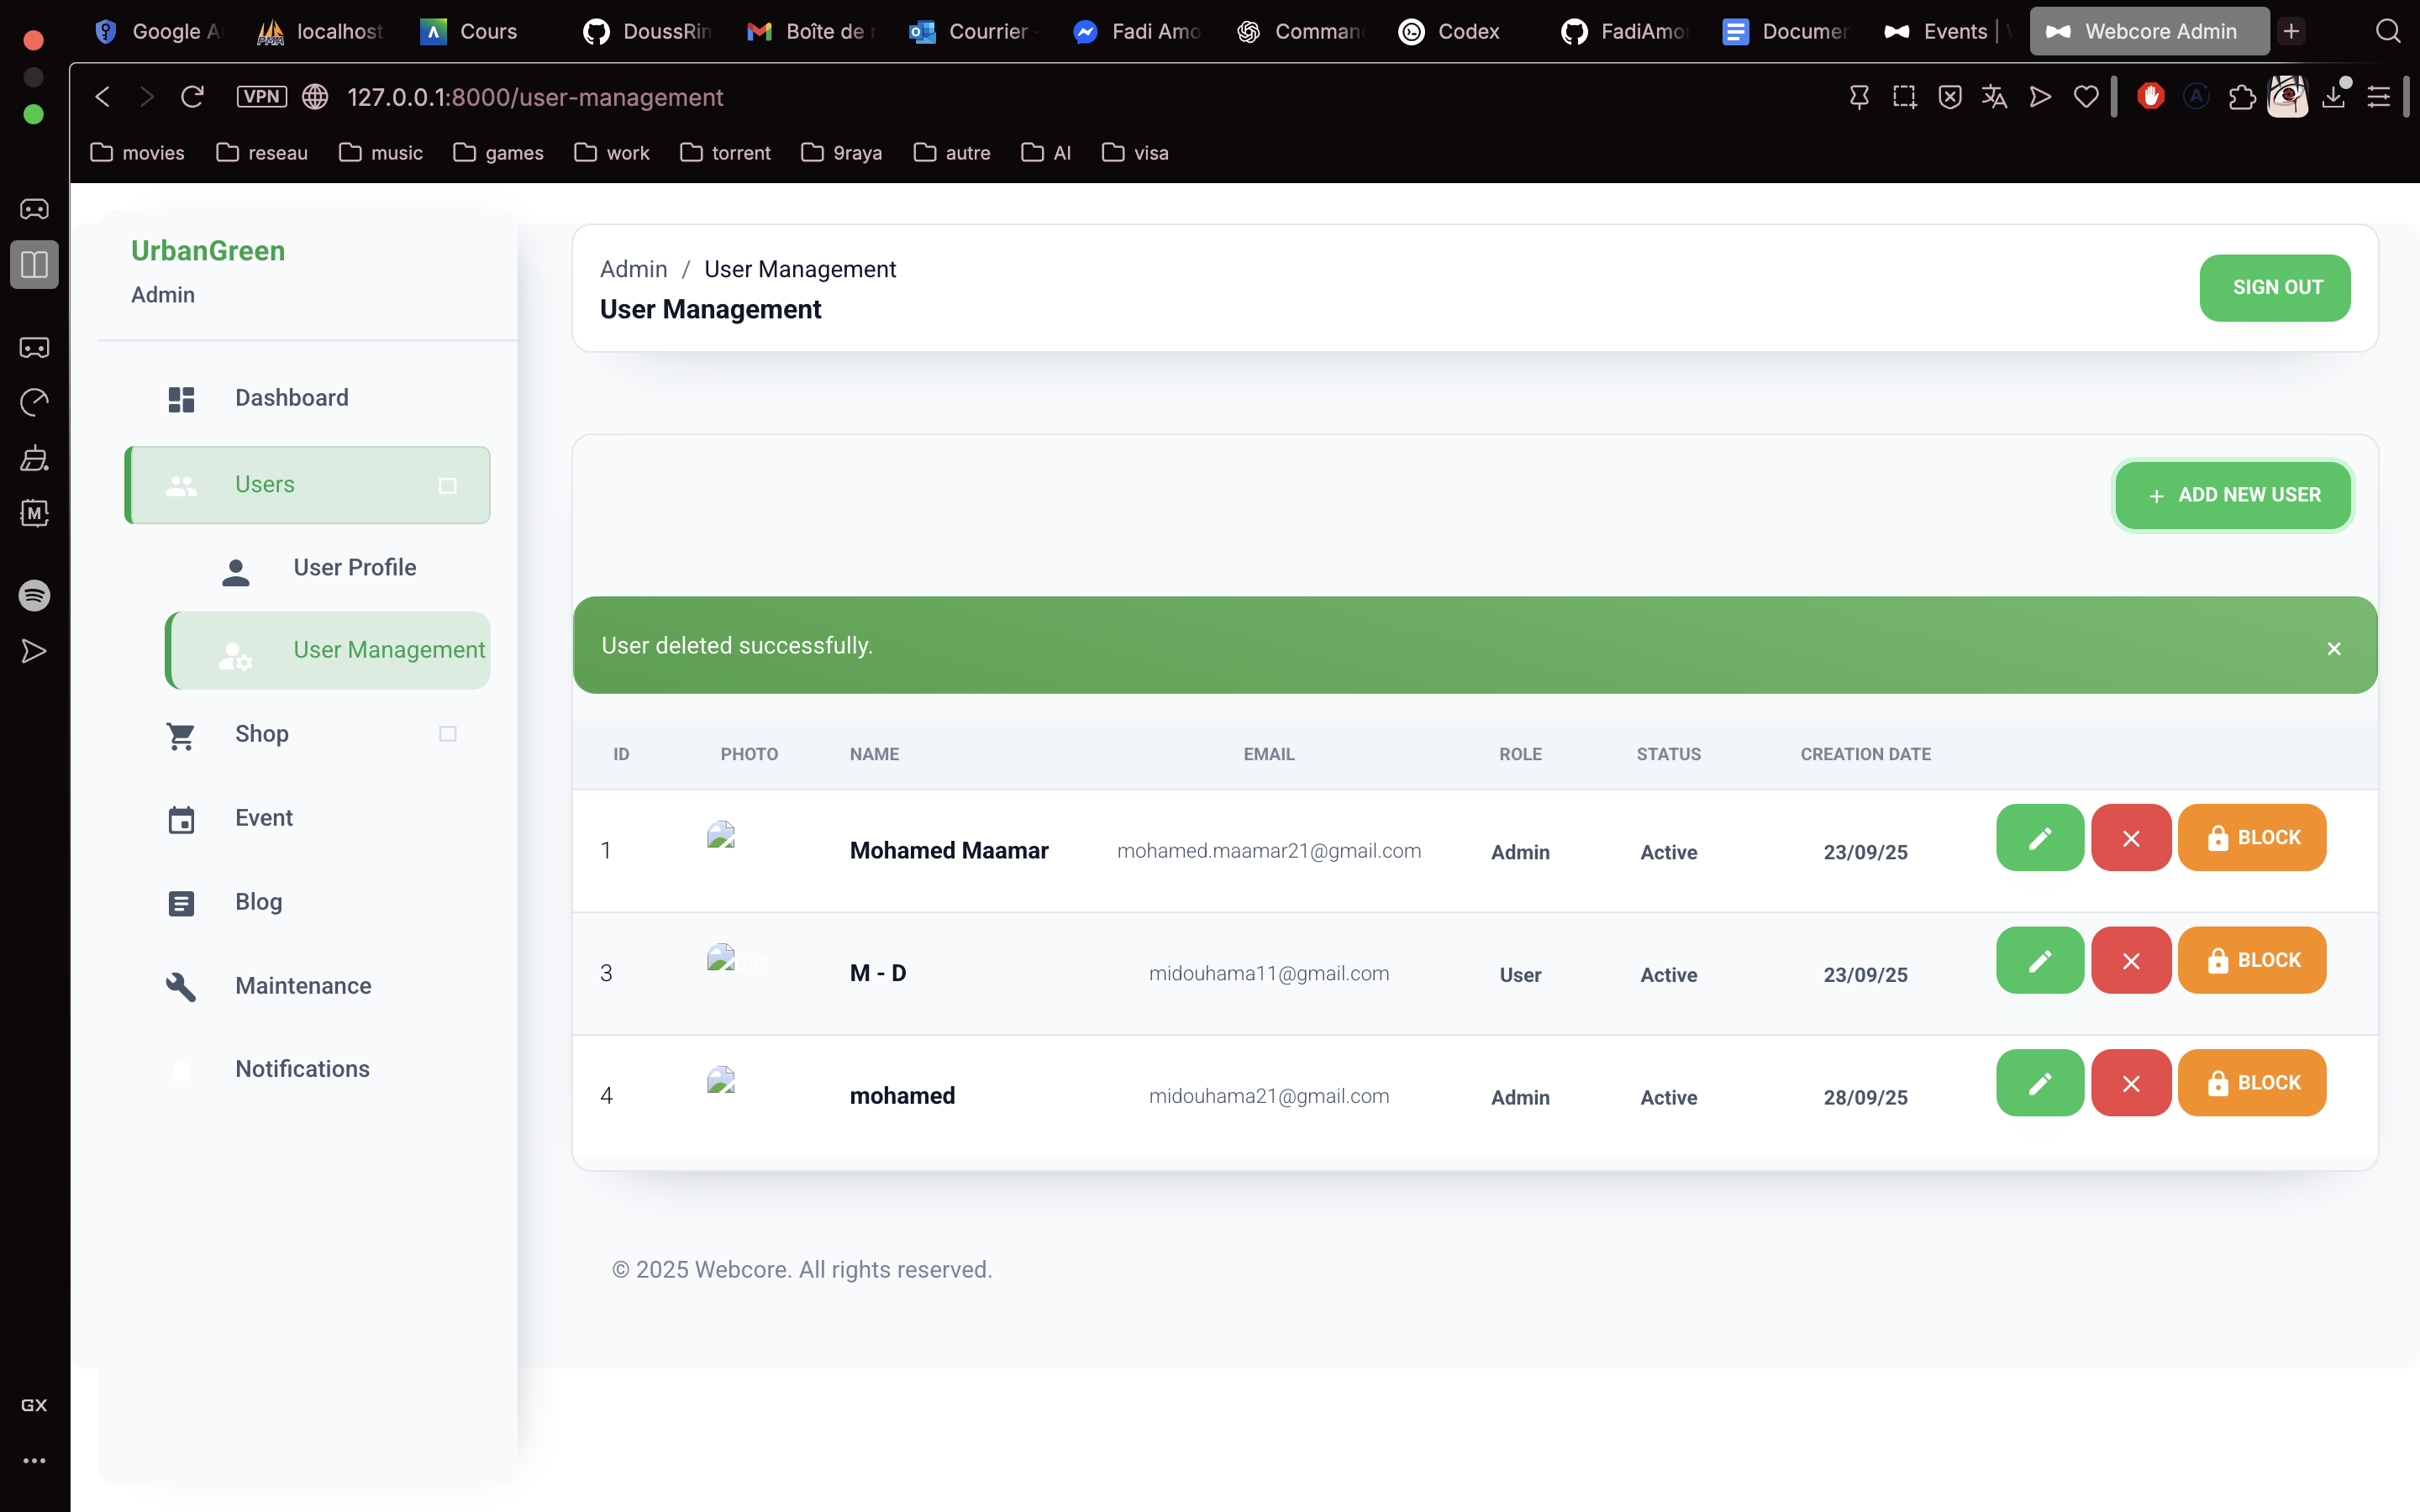 Google A
localhost
Cours
DoussRim
Boîte de r
Courrier -
Fadi Amo
Comman
Codex
FadiAmo
Documen
Events |
Webcore Admin
VPN
127.0.0.1:8000/user-management
movies
reseau
music
games
work
torrent
9raya
autre
AI
visa
UrbanGreen
Admin
Dashboard
Users
User Profile
User Management
Shop
Event
Blog
Maintenance
Notifications
GX
Admin / User Management
User Management
SIGN OUT
+ ADD NEW USER
User deleted successfully.
×
ID PHOTO NAME EMAIL ROLE STATUS CREATION DATE
1 Mohamed Maamar mohamed.maamar21@gmail.com Admin Active 23/09/25 BLOCK
3 M - D midouhama11@gmail.com User Active 23/09/25 BLOCK
4 mohamed midouhama21@gmail.com Admin Active 28/09/25 BLOCK
© 2025 Webcore. All rights reserved.